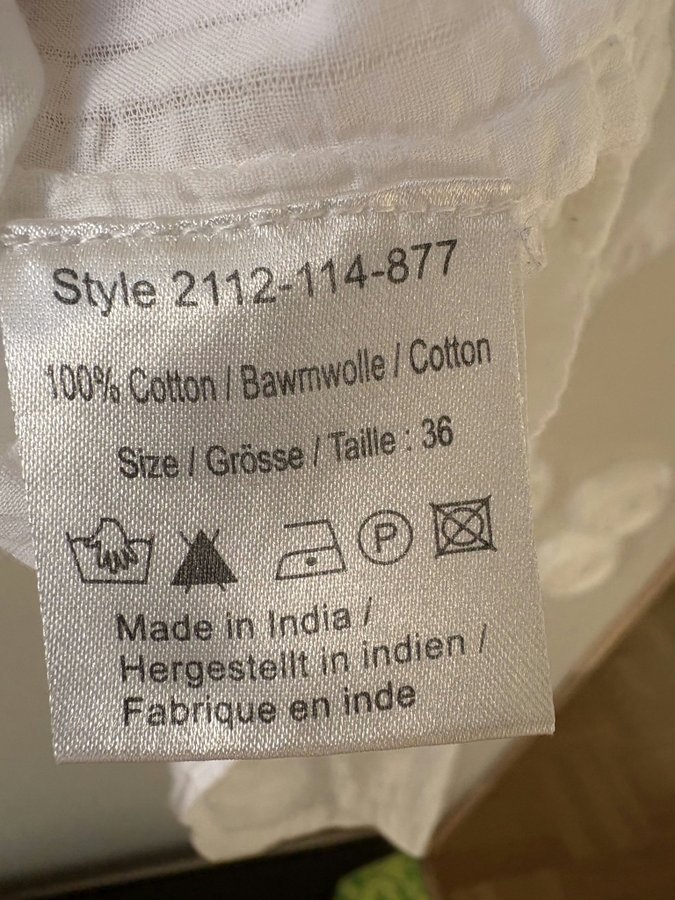 Style 2112-114-877
100% Cotton / Bawmwolle / Cotton
Size / Grösse / Taille : 36
P
Made in India /
Hergestellt in indien /
Fabrique en inde